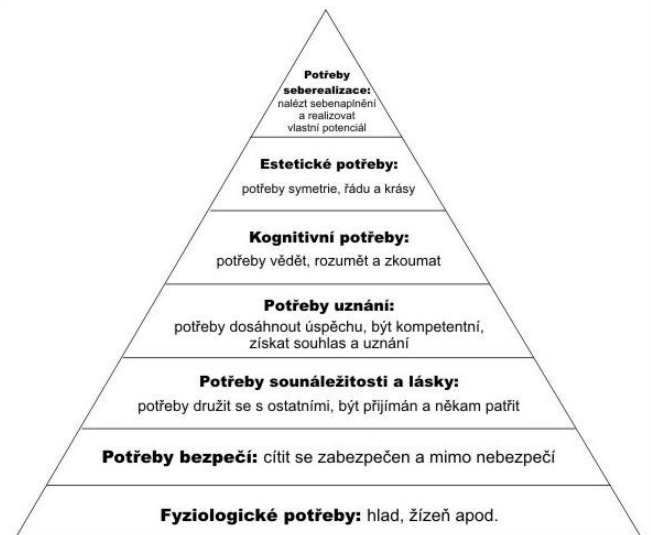 Potřeby
seberealizace:
nalézt sebenaplnění
a realizovat
vlastní potenciál
Estetické potřeby:
potřeby symetrie, řádu a krásy
Kognitivní potřeby:
potřeby vědět, rozumět a zkoumat
Potřeby uznání:
potřeby dosáhnout úspěchu, být kompetentní,
získat souhlas a uznání
Potřeby sounáležitosti a lásky:
potřeby družit se s ostatními, být přijímán a někam patřit
Potřeby bezpečí: cítit se zabezpečen a mimo nebezpečí
Fyziologické potřeby: hlad, žízeň apod.